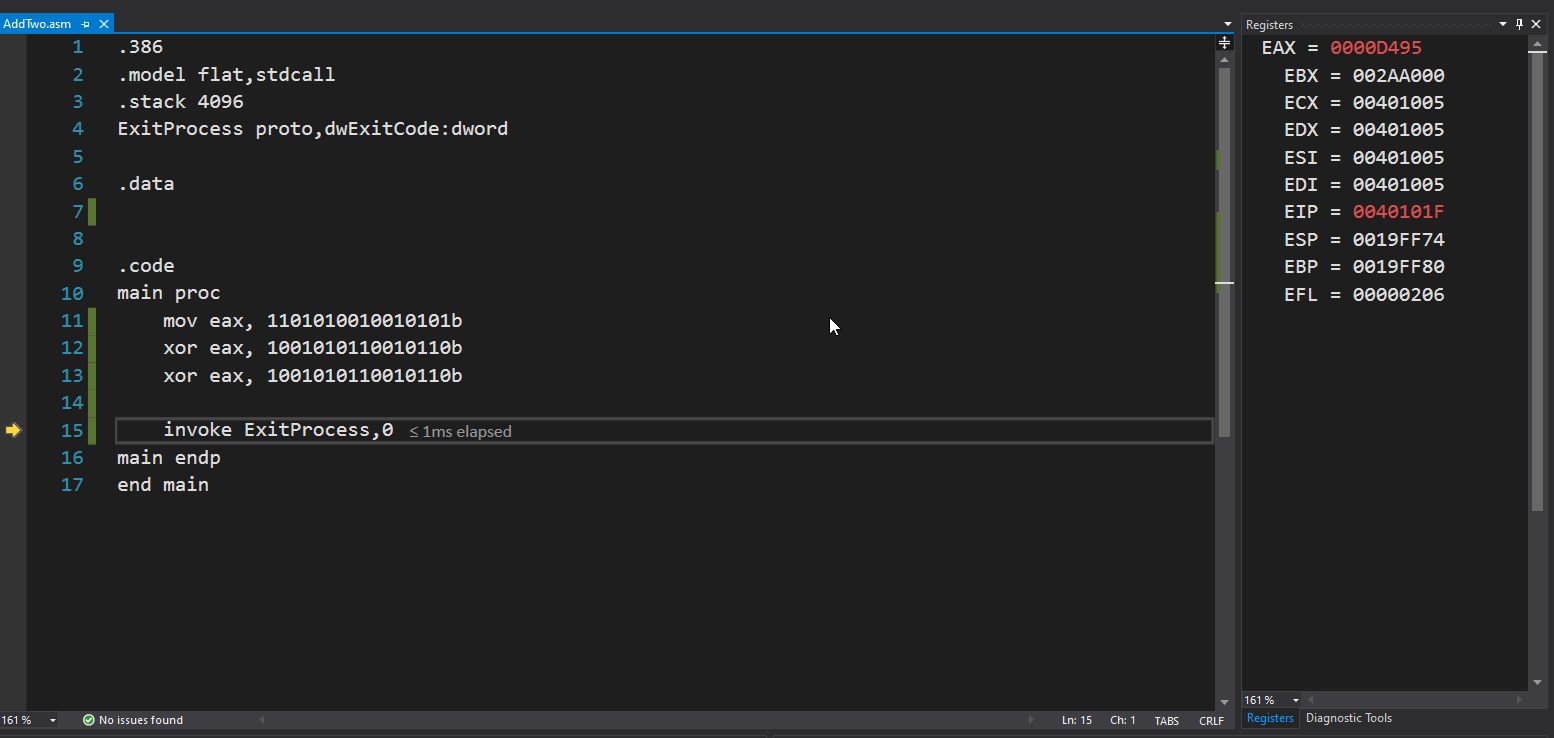 AddTwo.asm
1 .386
2 .model flat,stdcall
3 .stack 4096
4 ExitProcess proto,dwExitCode:dword
5
6 .data
7
8
9 .code
10 main proc
11 mov eax, 1101010010010101b
12 xor eax, 1001010110010110b
13 xor eax, 1001010110010110b
14
15 invoke ExitProcess,0 ≤ 1ms elapsed
16 main endp
17 end main
161 % No issues found Ln: 15 Ch: 1 TABS CRLF
Registers
EAX = 0000D495
EBX = 002AA000
ECX = 00401005
EDX = 00401005
ESI = 00401005
EDI = 00401005
EIP = 0040101F
ESP = 0019FF74
EBP = 0019FF80
EFL = 00000206
161 %
Registers Diagnostic Tools